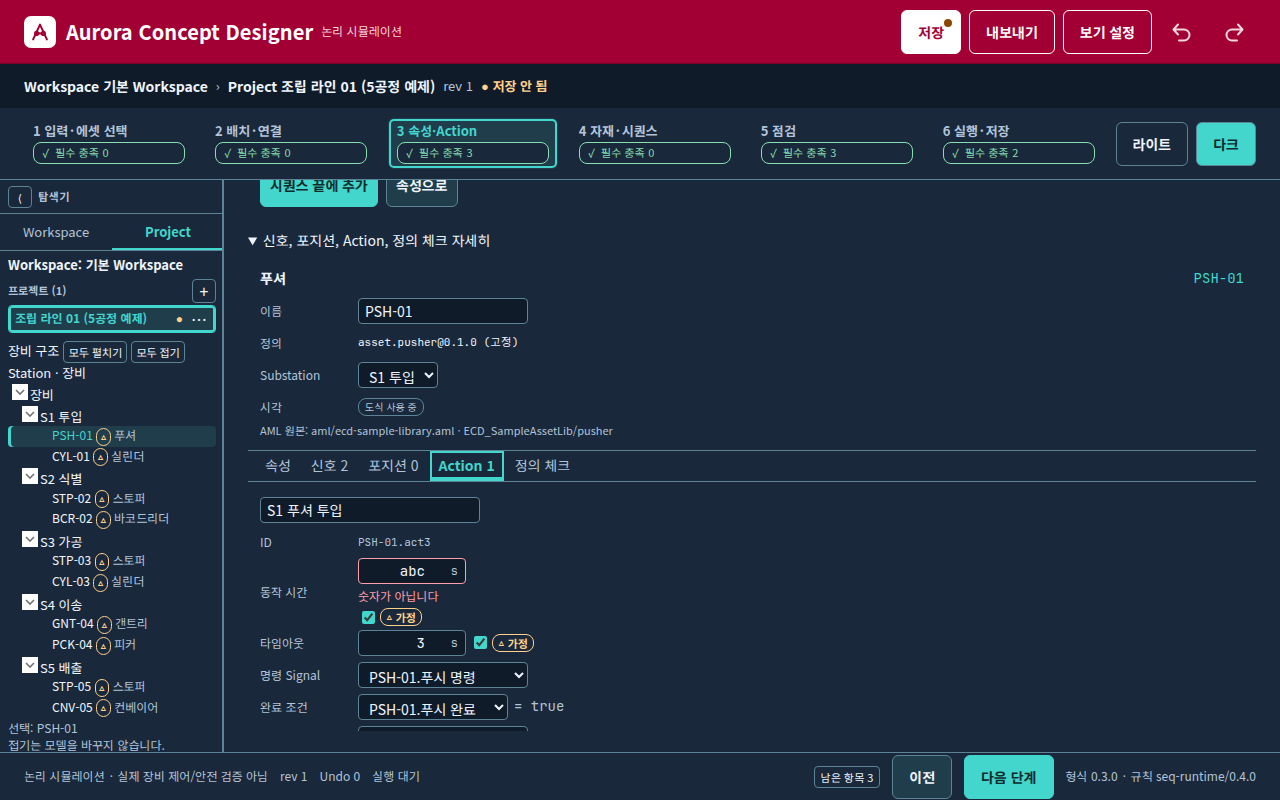 Aurora Concept Designer 논리 시뮬레이션
저장 내보내기 보기 설정
Workspace 기본 Workspace › Project 조립 라인 01 (5공정 예제) rev 1 ● 저장 안 됨
1 입력·에셋 선택
✓ 필수 충족 0
2 배치·연결
✓ 필수 충족 0
3 속성·Action
✓ 필수 충족 3
4 자재·시퀀스
✓ 필수 충족 0
5 점검
✓ 필수 충족 3
6 실행·저장
✓ 필수 충족 2
라이트 다크
⟨ 탐색기
Workspace Project
Workspace: 기본 Workspace
프로젝트 (1) +
조립 라인 01 (5공정 예제) ● ···
장비 구조 모두 펼치기 모두 접기
Station · 장비
장비
S1 투입
PSH-01 푸셔
CYL-01 실린더
S2 식별
STP-02 스토퍼
BCR-02 바코드리더
S3 가공
STP-03 스토퍼
CYL-03 실린더
S4 이송
GNT-04 갠트리
PCK-04 피커
S5 배출
STP-05 스토퍼
CNV-05 컨베이어
선택: PSH-01
접기는 모델을 바꾸지 않습니다.
시퀀스 끝에 추가 속성으로
▼ 신호, 포지션, Action, 정의 체크 자세히
푸셔 PSH-01
이름 PSH-01
정의 asset.pusher@0.1.0 (고정)
Substation S1 투입
시각 도식 사용 중
AML 원본: aml/ecd-sample-library.aml · ECD_SampleAssetLib/pusher
속성 신호 2 포지션 0 Action 1 정의 체크
S1 푸셔 투입
ID PSH-01.act3
동작 시간 abc s
숫자가 아닙니다
▵ 가정
타임아웃 3 s ▵ 가정
명령 Signal PSH-01.푸시 명령
완료 조건 PSH-01.푸시 완료 = true
논리 시뮬레이션 · 실제 장비 제어/안전 검증 아님 rev 1 Undo 0 실행 대기
남은 항목 3 이전 다음 단계 형식 0.3.0 · 규칙 seq-runtime/0.4.0